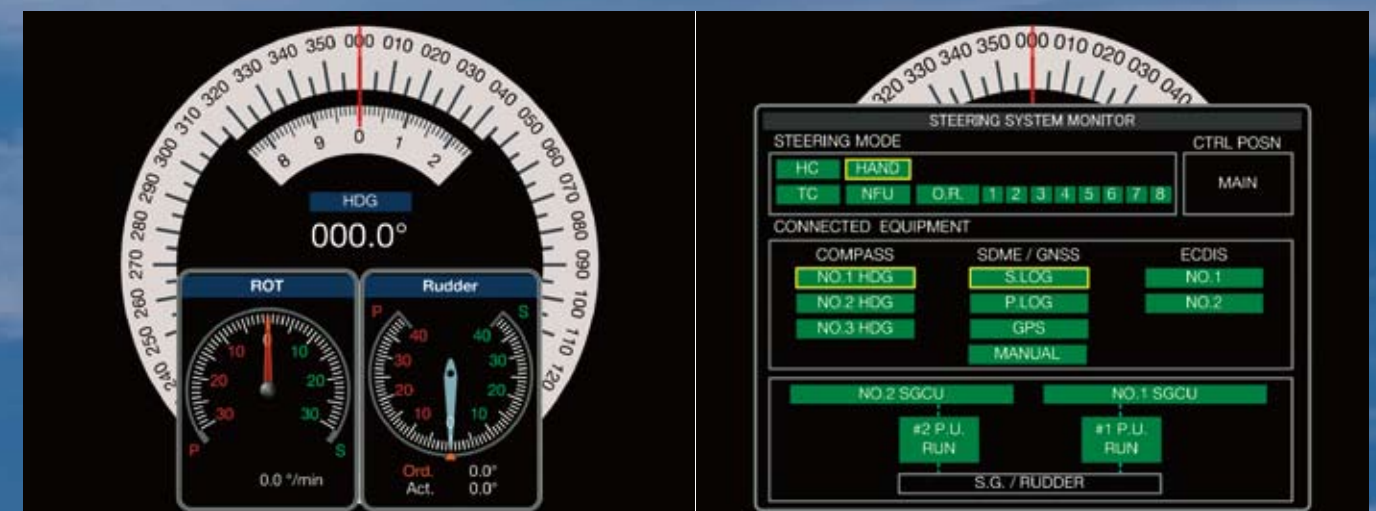 240 250 260 270 280 290 300 310 320 330 340 350 000 010 020 030 040 050 060 070 080 090 100 110 120
8 9 0 1 2
HDG
000.0°
ROT
0
10 10
20 20
30 30
P S
0.0 °/min
Rudder
P S
40 40
30 30
20 20
10 10
0
Ord. 0.0°
Act. 0.0°
320 330 340 350 000 010 020 030 040
STEERING SYSTEM MONITOR
STEERING MODE CTRL POSN
HC HAND
MAIN
TC NFU O.R. 1 2 3 4 5 6 7 8
CONNECTED EQUIPMENT
COMPASS SDME / GNSS ECDIS
NO.1 HDG S.LOG NO.1
NO.2 HDG P.LOG NO.2
NO.3 HDG GPS
MANUAL
NO.2 SGCU NO.1 SGCU
#2 P.U. #1 P.U.
RUN RUN
S.G. / RUDDER